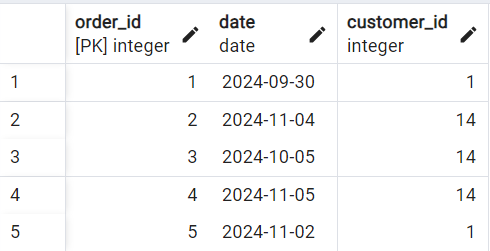 order_id date customer_id
[PK] integer date integer
1 1 2024-09-30 1
2 2 2024-11-04 14
3 3 2024-10-05 14
4 4 2024-11-05 14
5 5 2024-11-02 1